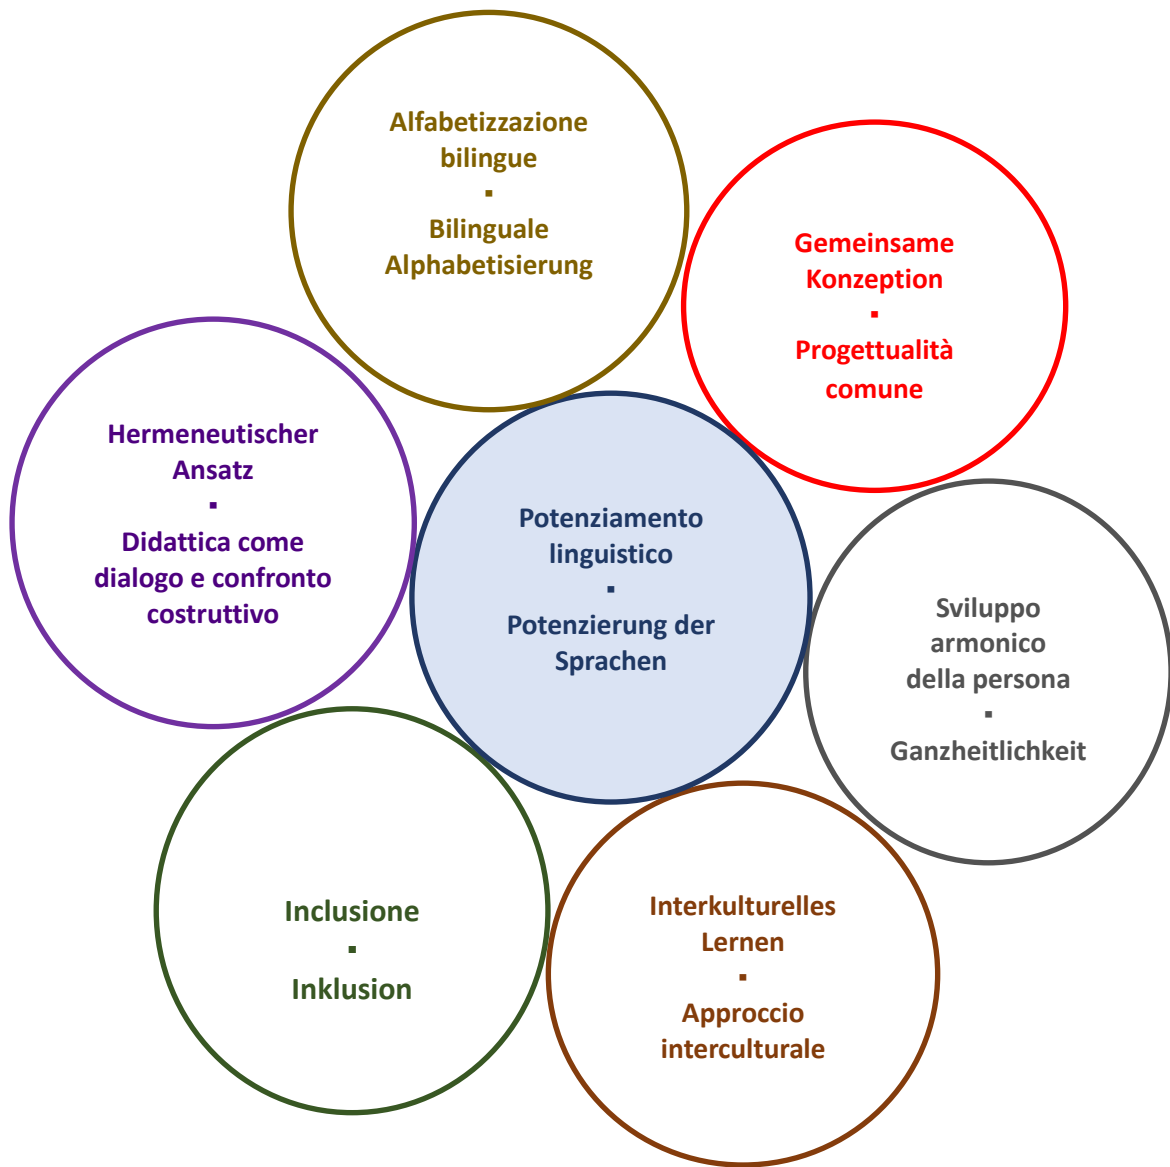 Alfabetizzazione
bilingue
▪
Bilinguale
Alphabetisierung
Gemeinsame
Konzeption
▪
Progettualità
comune
Hermeneutischer
Ansatz
▪
Didattica come
dialogo e confronto
costruttivo
Potenziamento
linguistico
▪
Potenzierung der
Sprachen
Sviluppo
armonico
della persona
▪
Ganzheitlichkeit
Inclusione
▪
Inklusion
Interkulturelles
Lernen
▪
Approccio
interculturale